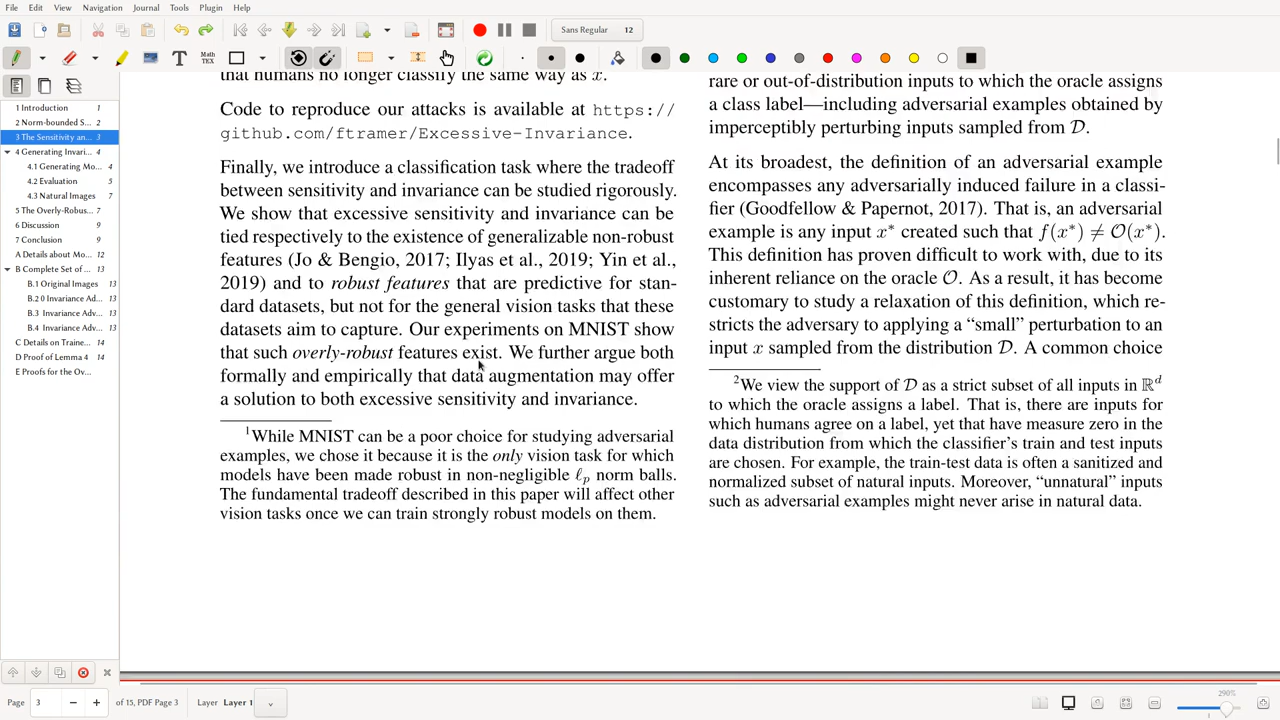 File Edit View Navigation Journal Tools Plugin Help
Sans Regular 12
Math
TEX
1 Introduction 1
2 Norm-bounded S... 2
3 The Sensitivity an... 3
4 Generating Invari... 4
4.1 Generating Mo... 4
4.2 Evaluation 5
4.3 Natural Images 7
5 The Overly-Robus... 7
6 Discussion 9
7 Conclusion 9
A Details about Mo... 12
B Complete Set of ... 13
B.1 Original Images 13
B.2 0 Invariance Ad... 13
B.3 Invariance Adv... 13
B.4 Invariance Adv... 13
C Details on Traine... 14
D Proof of Lemma 4 14
E Proofs for the Ov...
that humans no longer classify the same way as x.
Code to reproduce our attacks is available at https://
github.com/ftramer/Excessive-Invariance.
Finally, we introduce a classification task where the tradeoff
between sensitivity and invariance can be studied rigorously.
We show that excessive sensitivity and invariance can be
tied respectively to the existence of generalizable non-robust
features (Jo & Bengio, 2017; Ilyas et al., 2019; Yin et al.,
2019) and to robust features that are predictive for stan-
dard datasets, but not for the general vision tasks that these
datasets aim to capture. Our experiments on MNIST show
that such overly-robust features exist. We further argue both
formally and empirically that data augmentation may offer
a solution to both excessive sensitivity and invariance.
1While MNIST can be a poor choice for studying adversarial
examples, we chose it because it is the only vision task for which
models have been made robust in non-negligible ℓp norm balls.
The fundamental tradeoff described in this paper will affect other
vision tasks once we can train strongly robust models on them.
rare or out-of-distribution inputs to which the oracle assigns
a class label—including adversarial examples obtained by
imperceptibly perturbing inputs sampled from 𝒟.
At its broadest, the definition of an adversarial example
encompasses any adversarially induced failure in a classi-
fier (Goodfellow & Papernot, 2017). That is, an adversarial
example is any input x* created such that f(x*) ≠ 𝒪(x*).
This definition has proven difficult to work with, due to its
inherent reliance on the oracle 𝒪. As a result, it has become
customary to study a relaxation of this definition, which re-
stricts the adversary to applying a “small” perturbation to an
input x sampled from the distribution 𝒟. A common choice
2We view the support of 𝒟 as a strict subset of all inputs in ℝd
to which the oracle assigns a label. That is, there are inputs for
which humans agree on a label, yet that have measure zero in the
data distribution from which the classifier's train and test inputs
are chosen. For example, the train-test data is often a sanitized and
normalized subset of natural inputs. Moreover, “unnatural” inputs
such as adversarial examples might never arise in natural data.
Page 3 of 15, PDF Page 3 Layer Layer 1
290%